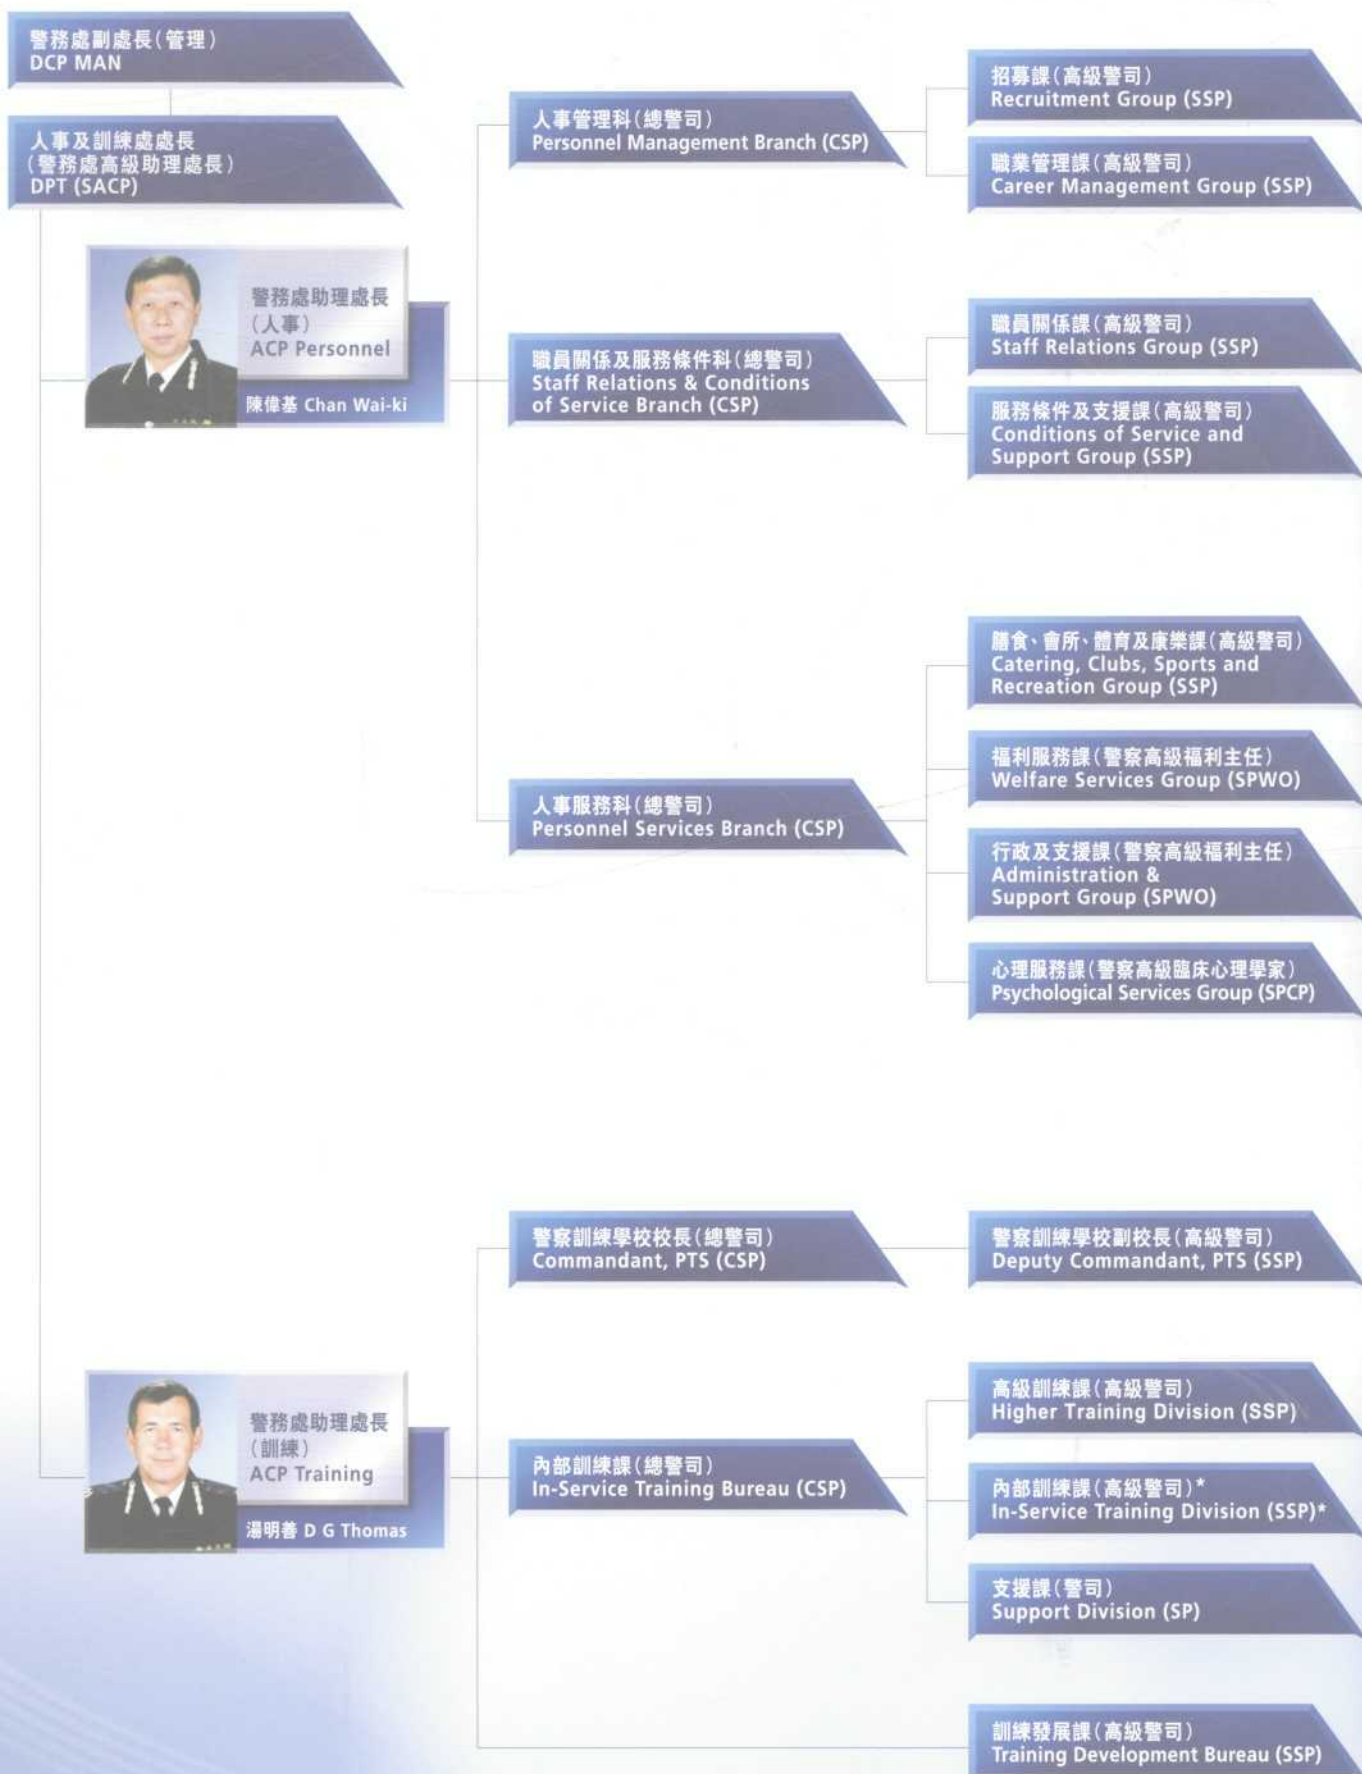 警務處副處長(管理)
DCP MAN
人事及訓練處處長
(警務處高級助理處長)
DPT (SACP)
警務處助理處長
(人事)
ACP Personnel
陳偉基 Chan Wai-ki
人事管理科(總警司)
Personnel Management Branch (CSP)
招募課(高級警司)
Recruitment Group (SSP)
職業管理課(高級警司)
Career Management Group (SSP)
職員關係及服務條件科(總警司)
Staff Relations & Conditions
of Service Branch (CSP)
職員關係課(高級警司)
Staff Relations Group (SSP)
服務條件及支援課(高級警司)
Conditions of Service and
Support Group (SSP)
人事服務科(總警司)
Personnel Services Branch (CSP)
膳食、會所、體育及康樂課(高級警司)
Catering, Clubs, Sports and
Recreation Group (SSP)
福利服務課(警察高級福利主任)
Welfare Services Group (SPWO)
行政及支援課(警察高級福利主任)
Administration &
Support Group (SPWO)
心理服務課(警察高級臨床心理學家)
Psychological Services Group (SPCP)
警務處助理處長
(訓練)
ACP Training
湯明善 D G Thomas
警察訓練學校校長(總警司)
Commandant, PTS (CSP)
警察訓練學校副校長(高級警司)
Deputy Commandant, PTS (SSP)
內部訓練課(總警司)
In-Service Training Bureau (CSP)
高級訓練課(高級警司)
Higher Training Division (SSP)
內部訓練課(高級警司)*
In-Service Training Division (SSP)*
支援課(警司)
Support Division (SP)
訓練發展課(高級警司)
Training Development Bureau (SSP)